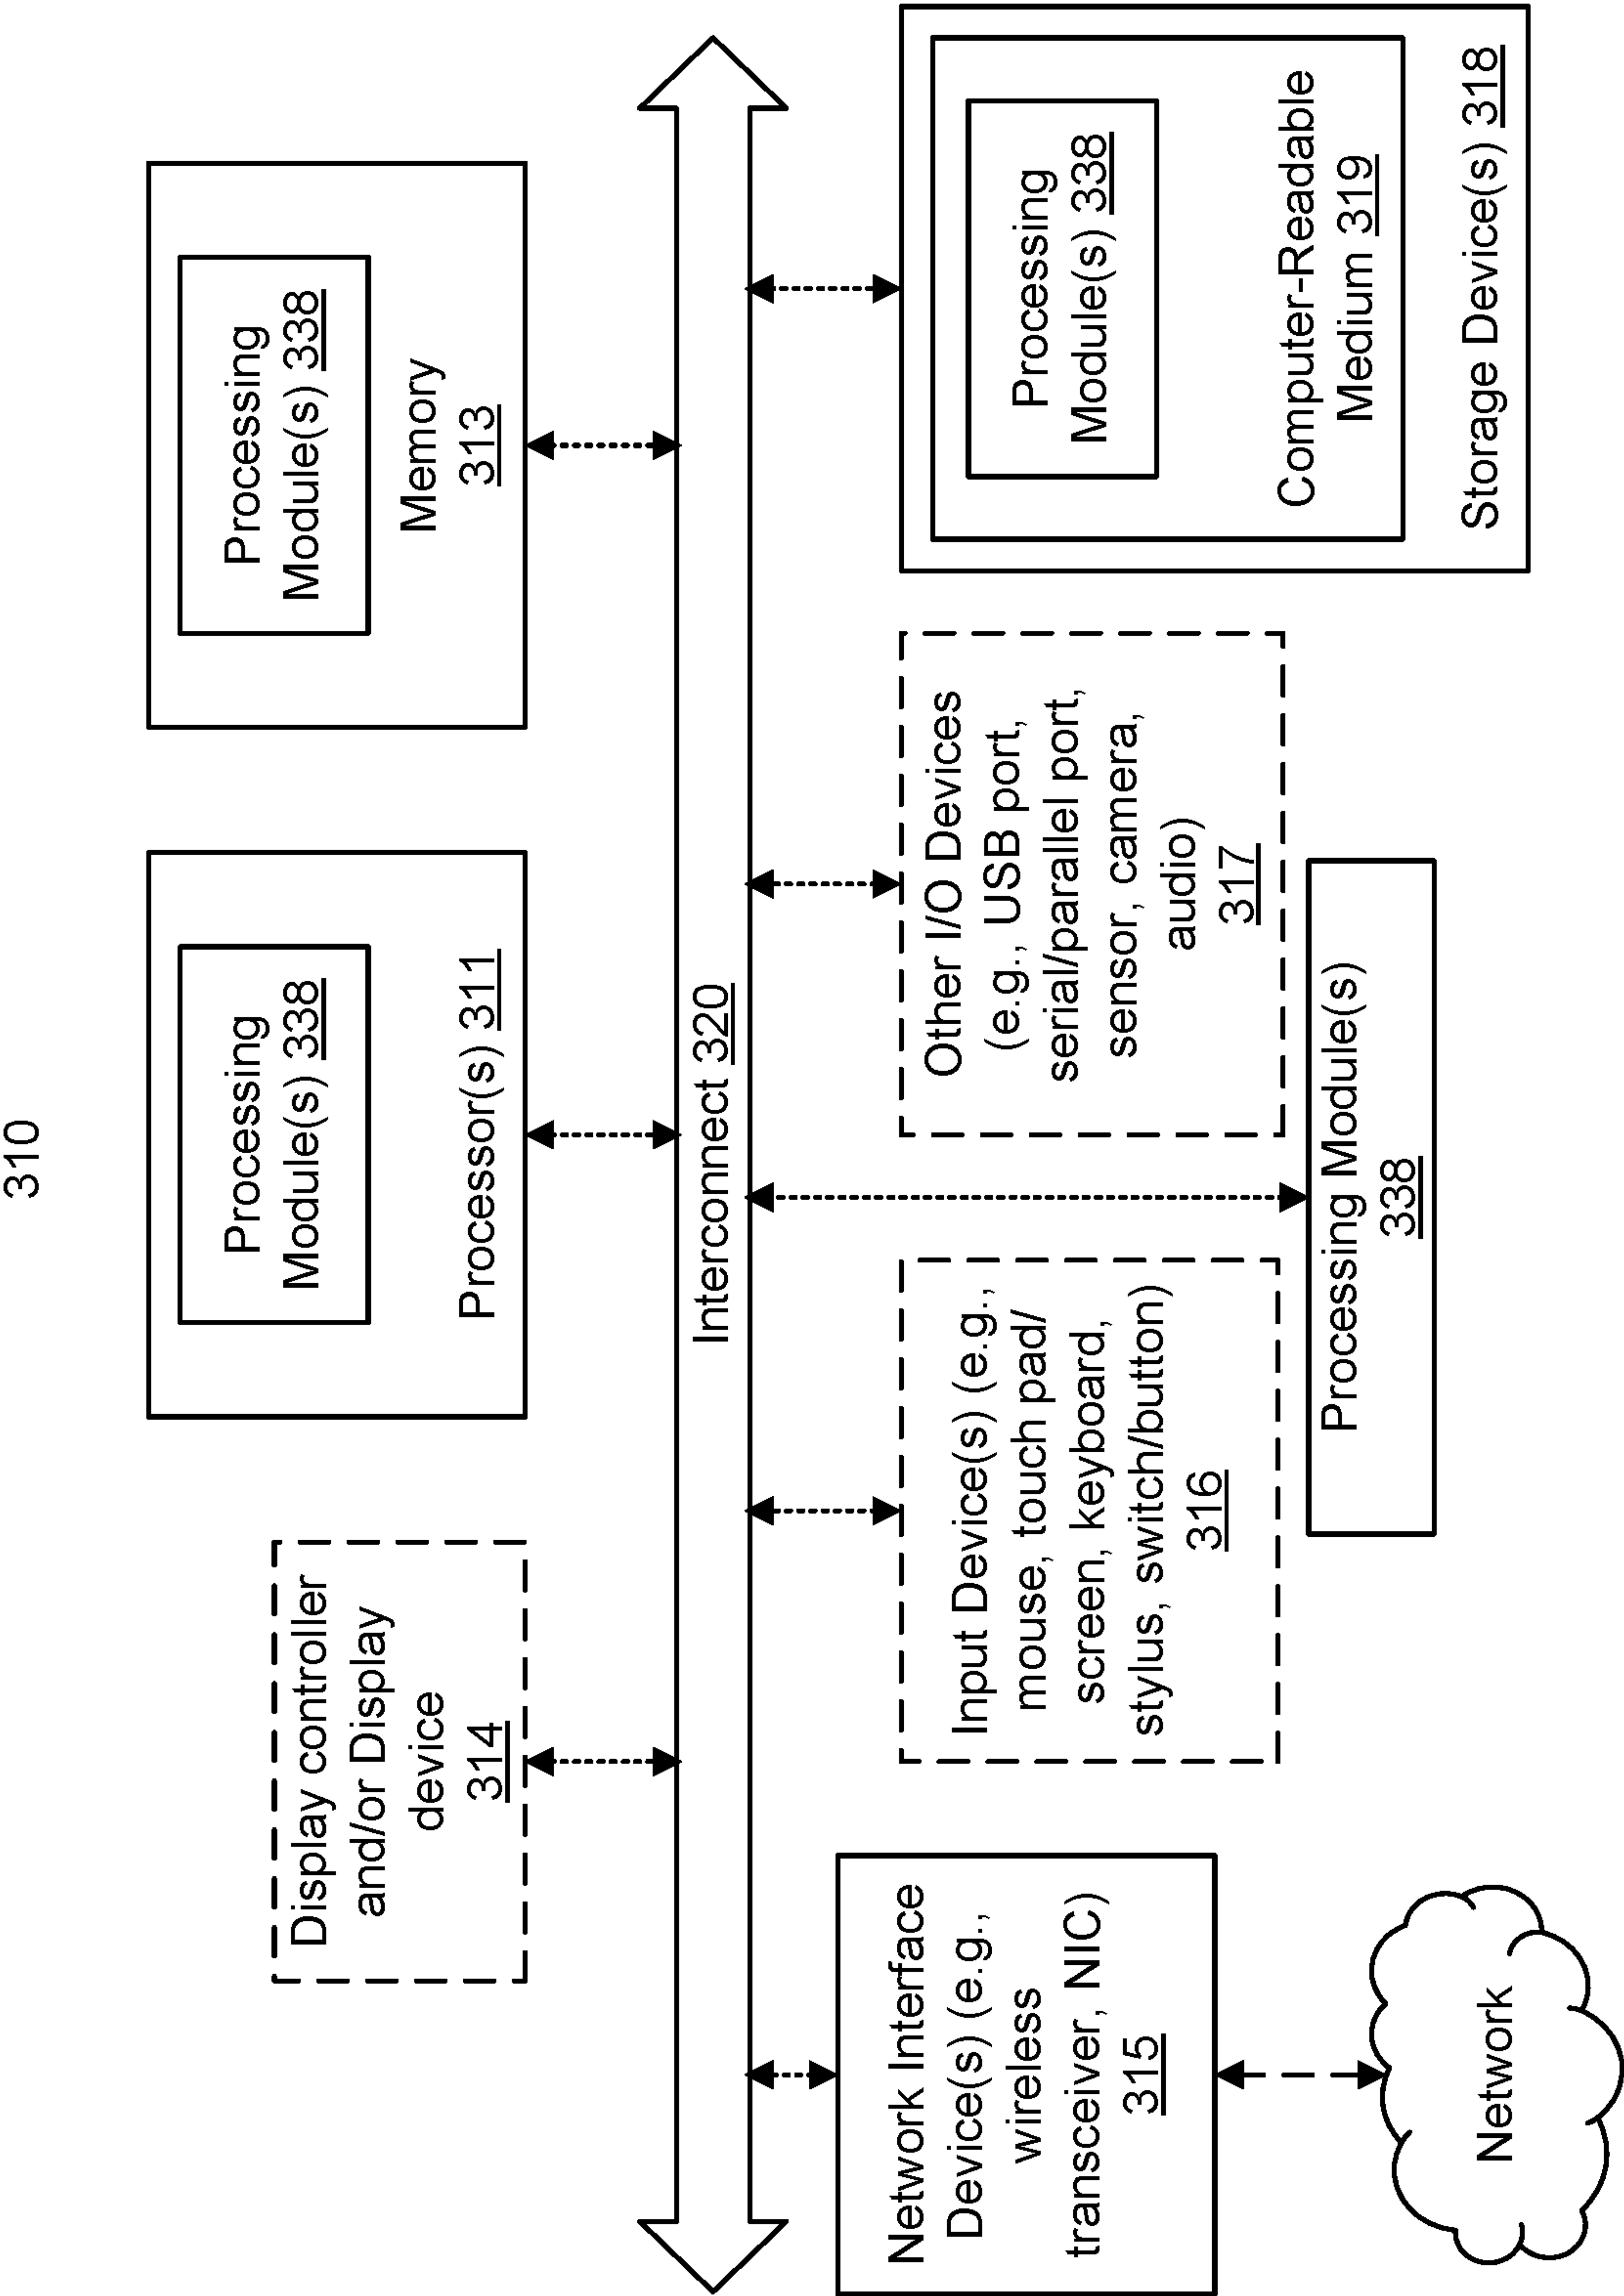 310
Display controller
and/or Display
device
314
Processing
Module(s) 338
Processor(s) 311
Processing
Module(s) 338
Memory
313
Interconnect 320
Network Interface
Device(s) (e.g.,
wireless
transceiver, NIC)
315
Input Device(s) (e.g.,
mouse, touch pad/
screen, keyboard,
stylus, switch/button)
316
Other I/O Devices
(e.g., USB port,
serial/parallel port,
sensor, camera,
audio)
317
Processing
Module(s) 338
Computer-Readable
Medium 319
Storage Device(s) 318
Processing Module(s)
338
Network